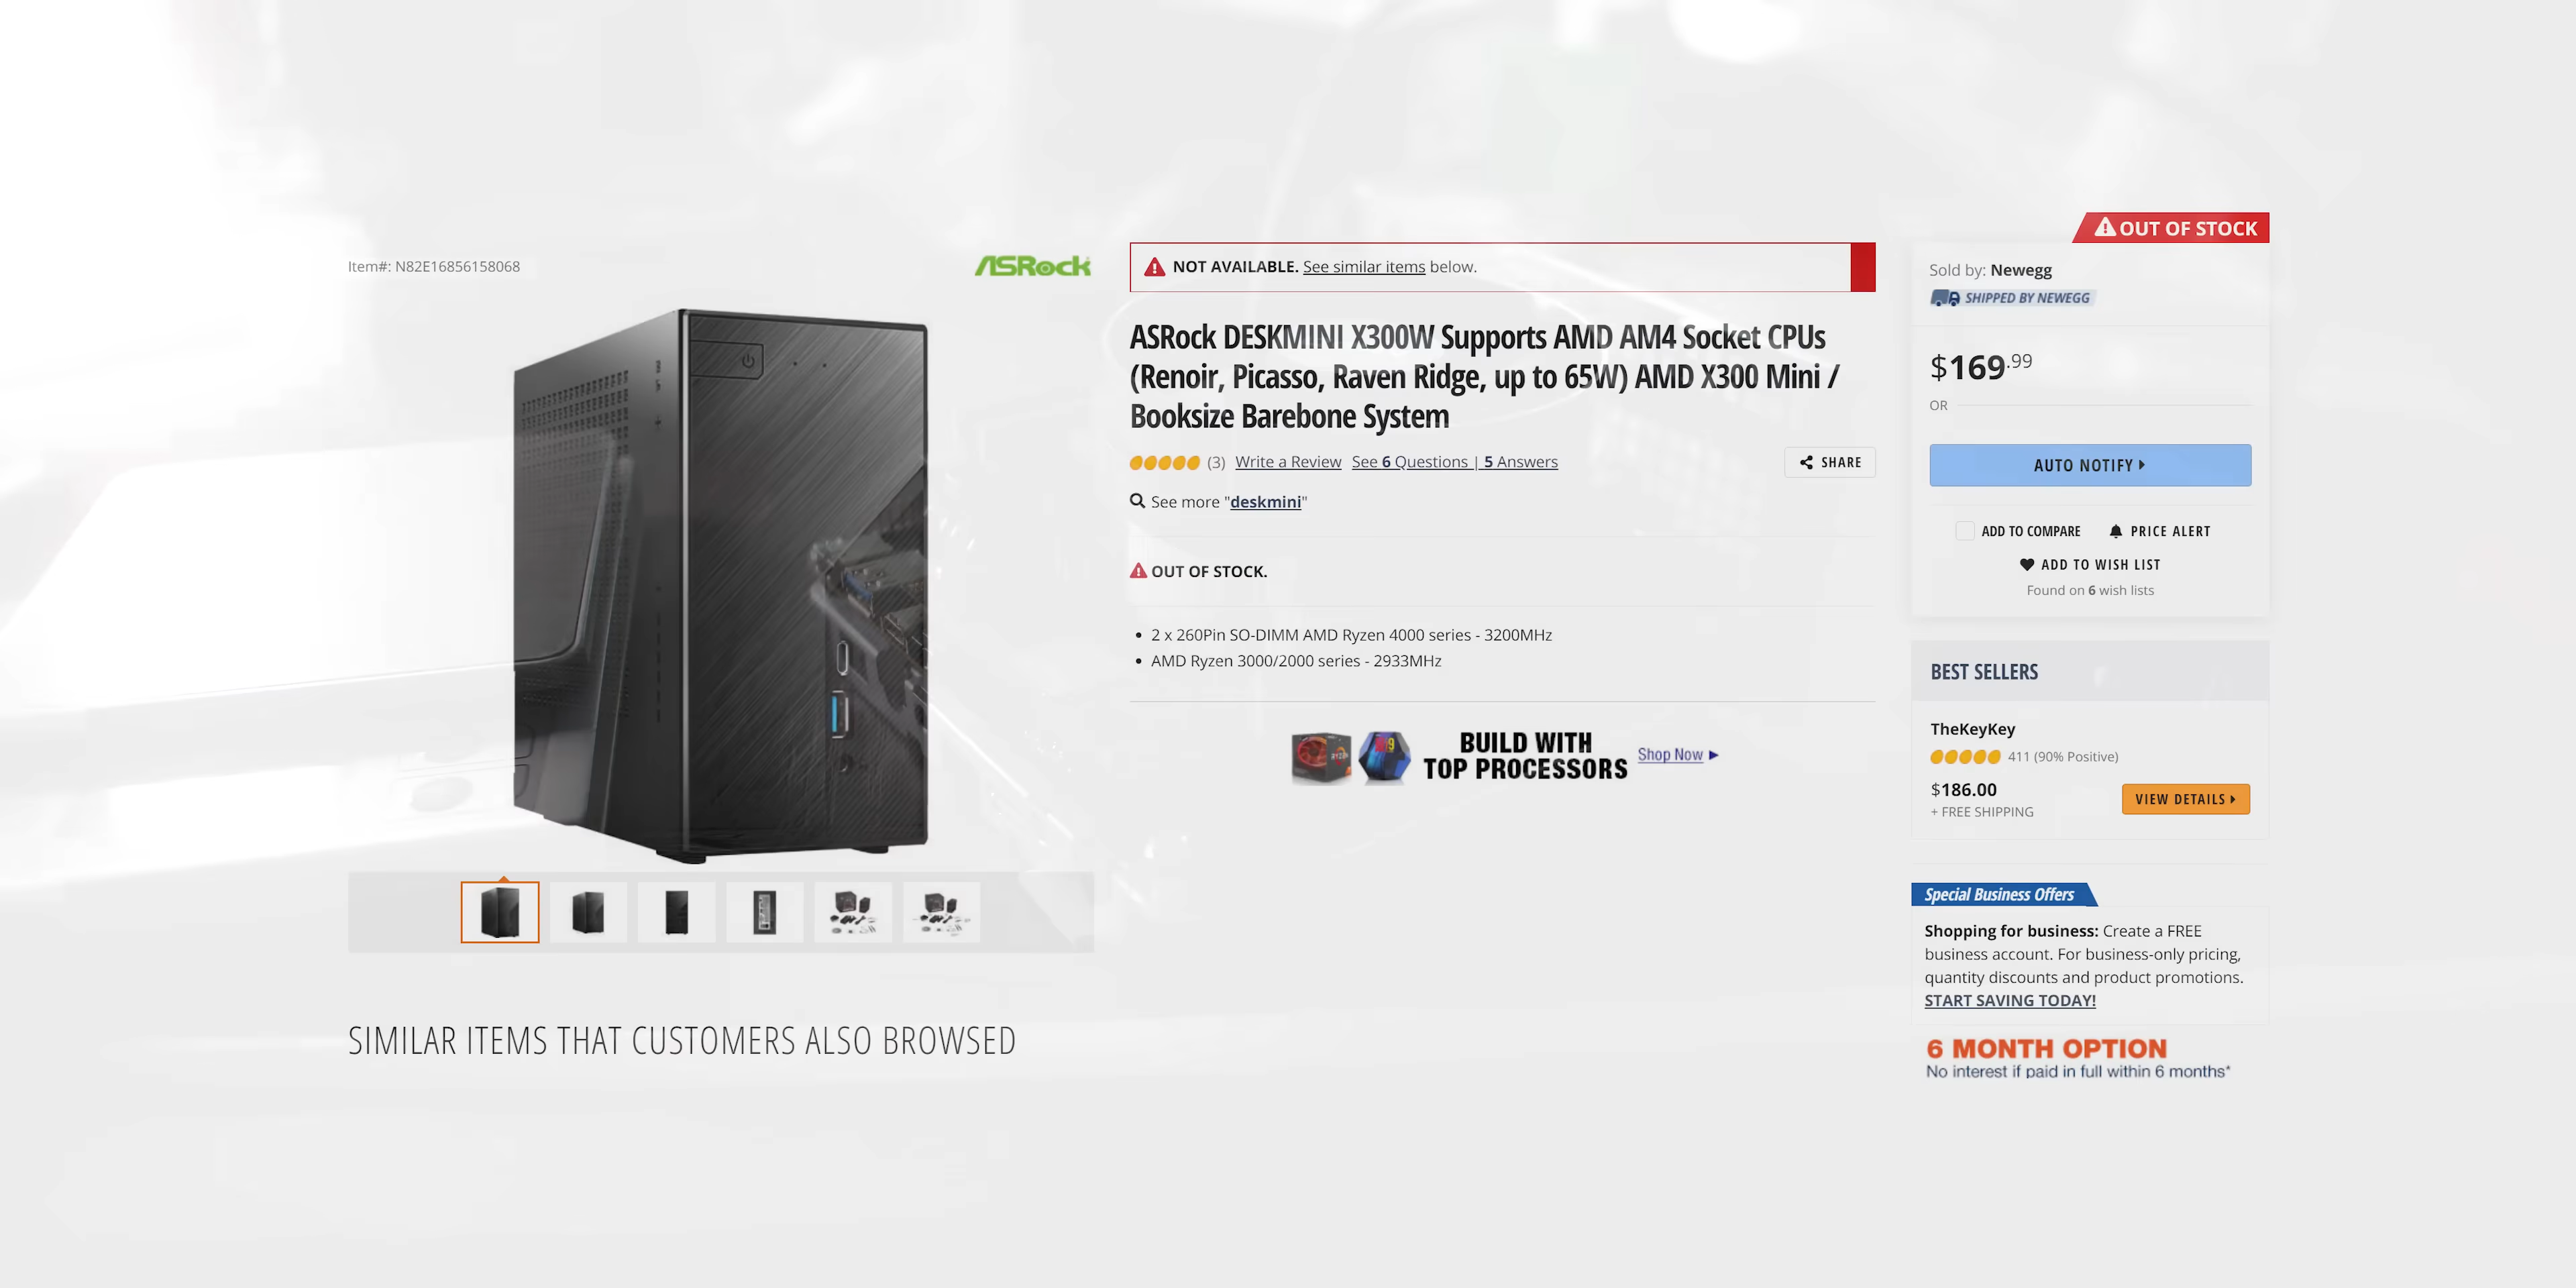 OUT OF STOCK
Item#: N82E16856158068
ASRock
NOT AVAILABLE. See similar items below.
ASRock DESKMINI X300W Supports AMD AM4 Socket CPUs
(Renoir, Picasso, Raven Ridge, up to 65W) AMD X300 Mini /
Booksize Barebone System
(3) Write a Review See 6 Questions | 5 Answers
SHARE
See more "deskmini"
OUT OF STOCK.
2 x 260Pin SO-DIMM AMD Ryzen 4000 series - 3200MHz
AMD Ryzen 3000/2000 series - 2933MHz
BUILD WITH
TOP PROCESSORS
Shop Now
Sold by: Newegg
SHIPPED BY NEWEGG
$169.99
OR
AUTO NOTIFY
ADD TO COMPARE
PRICE ALERT
ADD TO WISH LIST
Found on 6 wish lists
BEST SELLERS
TheKeyKey
411 (90% Positive)
$186.00
+ FREE SHIPPING
VIEW DETAILS
Special Business Offers
Shopping for business: Create a FREE
business account. For business-only pricing,
quantity discounts and product promotions.
START SAVING TODAY!
6 MONTH OPTION
No interest if paid in full within 6 months*
SIMILAR ITEMS THAT CUSTOMERS ALSO BROWSED